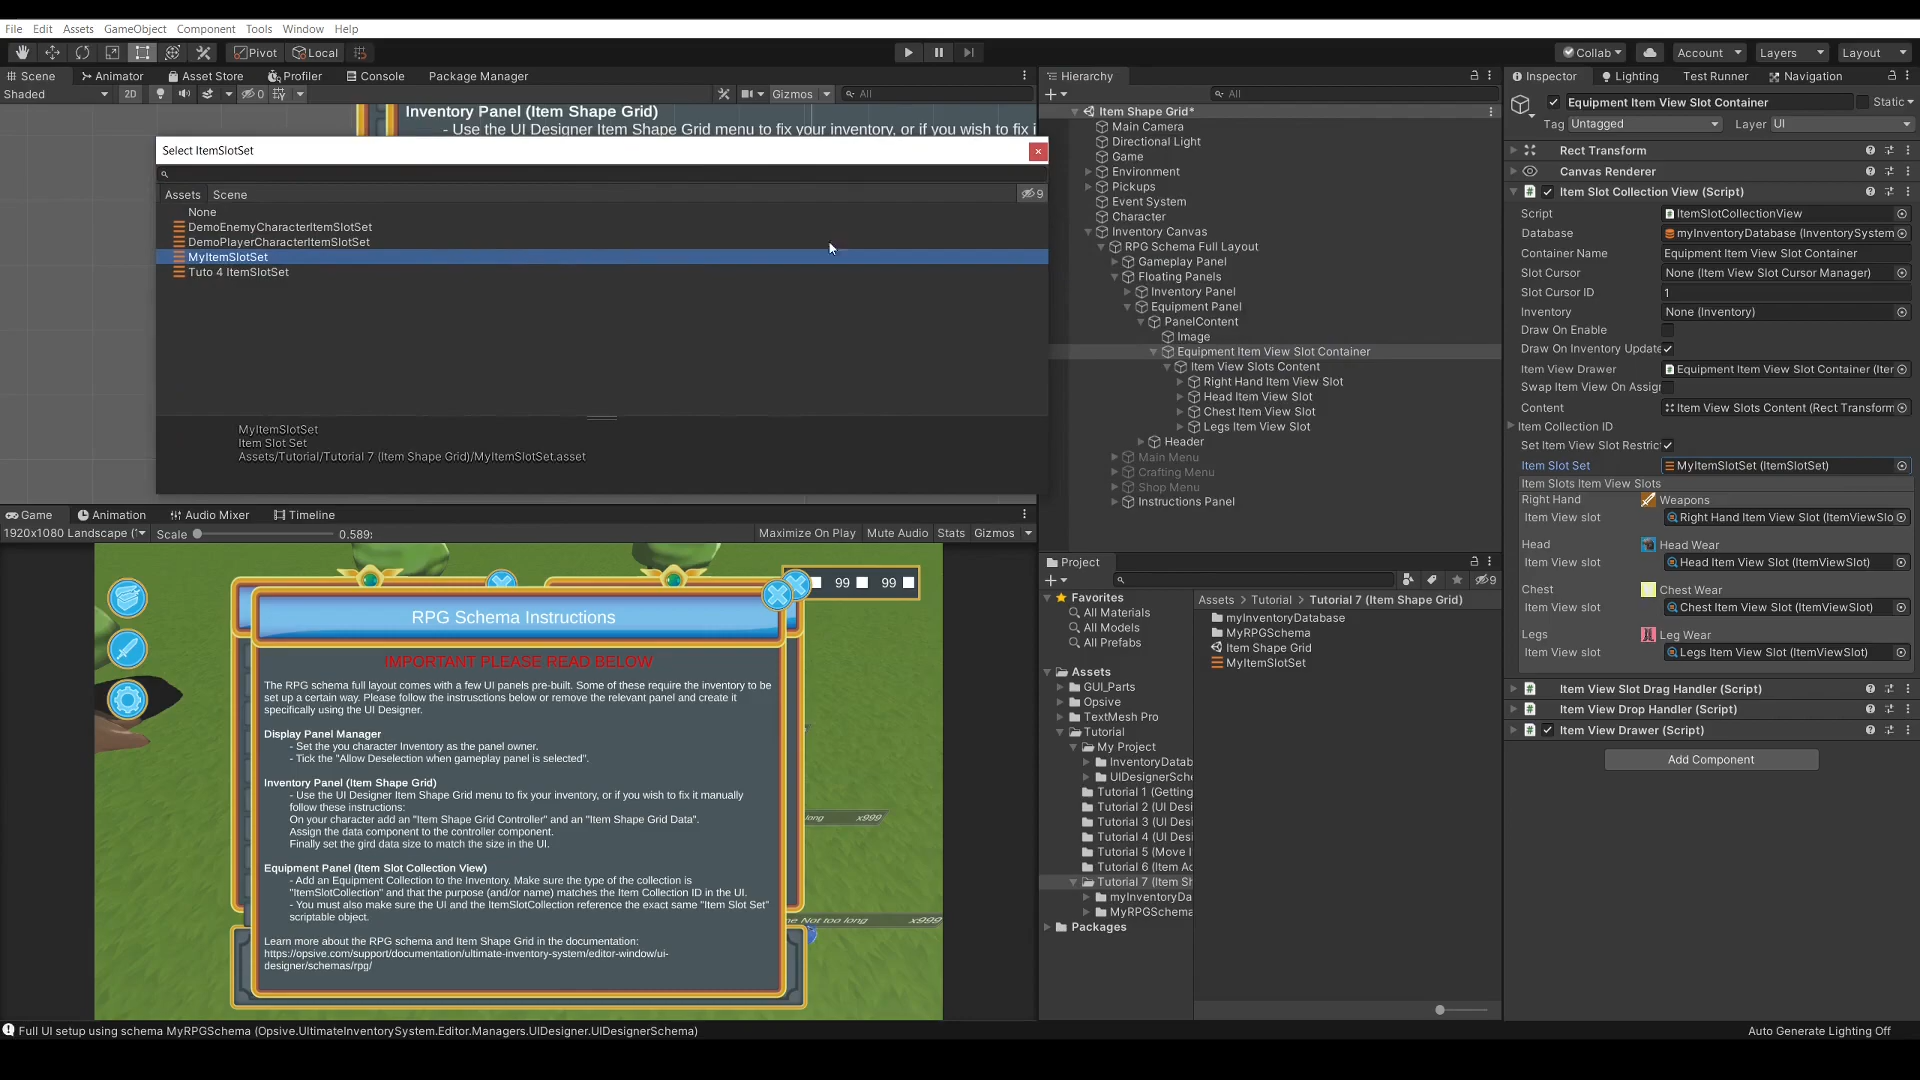 File Edit Assets GameObject Component Tools Window Help
Pivot Local Collab Account Layers Layout
Scene Animator Asset Store Profiler Console Package Manager
Shaded 2D 0 Gizmos All
Inventory Panel (Item Shape Grid)
- Use the UI Designer Item Shape Grid menu to fix your inventory, or if you wish to fix i
Select ItemSlotSet
Assets Scene 9
None
DemoEnemyCharacterItemSlotSet
DemoPlayerCharacterItemSlotSet
MyItemSlotSet
Tuto 4 ItemSlotSet
MyItemSlotSet
Item Slot Set
Assets/Tutorial/Tutorial 7 (Item Shape Grid)/MyItemSlotSet.asset
Game Animation Audio Mixer Timeline
1920x1080 Landscape (1 Scale 0.589: Maximize On Play Mute Audio Stats Gizmos
99 99
RPG Schema Instructions
IMPORTANT PLEASE READ BELOW
The RPG schema full layout comes with a few UI panels pre-built. Some of these require the inventory to be
set up a certain way. Please follow the instrusctions below or remove the relevant panel and create it
specifically using the UI Designer.
Display Panel Manager
- Set the you character Inventory as the panel owner.
- Tick the "Allow Deselection when gameplay panel is selected".
Inventory Panel (Item Shape Grid)
- Use the UI Designer Item Shape Grid menu to fix your inventory, or if you wish to fix it manually
follow these instructions:
On your character add an "Item Shape Grid Controller" and an "Item Shape Grid Data".
Assign the data component to the controller component.
Finally set the gird data size to match the size in the UI.
Equipment Panel (Item Slot Collection View)
- Add an Equipment Collection to the Inventory. Make sure the type of the collection is
"ItemSlotCollection" and that the purpose (and/or name) matches the Item Collection ID in the UI.
- You must also make sure the UI and the ItemSlotCollection reference the exact same "Item Slot Set"
scriptable object.
Learn more about the RPG schema and Item Shape Grid in the documentation:
https://opsive.com/support/documentation/ultimate-inventory-system/editor-window/ui-
designer/schemas/rpg/
long x999
me Not too long x999
Full UI setup using schema MyRPGSchema (Opsive.UltimateInventorySystem.Editor.Managers.UIDesigner.UIDesignerSchema)
Hierarchy
All
Item Shape Grid*
Main Camera
Directional Light
Game
Environment
Pickups
Event System
Character
Inventory Canvas
RPG Schema Full Layout
Gameplay Panel
Floating Panels
Inventory Panel
Equipment Panel
PanelContent
Image
Equipment Item View Slot Container
Item View Slots Content
Right Hand Item View Slot
Head Item View Slot
Chest Item View Slot
Legs Item View Slot
Header
Main Menu
Crafting Menu
Shop Menu
Instructions Panel
Project
9
Favorites
All Materials
All Models
All Prefabs
Assets
GUI_Parts
Opsive
TextMesh Pro
Tutorial
My Project
InventoryDatab
UIDesignerSche
Tutorial 1 (Getting
Tutorial 2 (UI Desi
Tutorial 3 (UI Desi
Tutorial 4 (UI Desi
Tutorial 5 (Move I
Tutorial 6 (Item Ac
Tutorial 7 (Item Sh
myInventoryDa
MyRPGSchema
Packages
Assets > Tutorial > Tutorial 7 (Item Shape Grid)
myInventoryDatabase
MyRPGSchema
Item Shape Grid
MyItemSlotSet
Inspector Lighting Test Runner Navigation
Equipment Item View Slot Container Static
Tag Untagged Layer UI
Rect Transform
Canvas Renderer
Item Slot Collection View (Script)
Script ItemSlotCollectionView
Database myInventoryDatabase (InventorySystem
Container Name Equipment Item View Slot Container
Slot Cursor None (Item View Slot Cursor Manager)
Slot Cursor ID 1
Inventory None (Inventory)
Draw On Enable
Draw On Inventory Update
Item View Drawer Equipment Item View Slot Container (Iter
Swap Item View On Assign
Content Item View Slots Content (Rect Transform
Item Collection ID
Set Item View Slot Restric
Item Slot Set MyItemSlotSet (ItemSlotSet)
Item Slots Item View Slots
Right Hand Weapons
Item View slot Right Hand Item View Slot (ItemViewSlo
Head Head Wear
Item View slot Head Item View Slot (ItemViewSlot)
Chest Chest Wear
Item View slot Chest Item View Slot (ItemViewSlot)
Legs Leg Wear
Item View slot Legs Item View Slot (ItemViewSlot)
Item View Slot Drag Handler (Script)
Item View Drop Handler (Script)
Item View Drawer (Script)
Add Component
Auto Generate Lighting Off